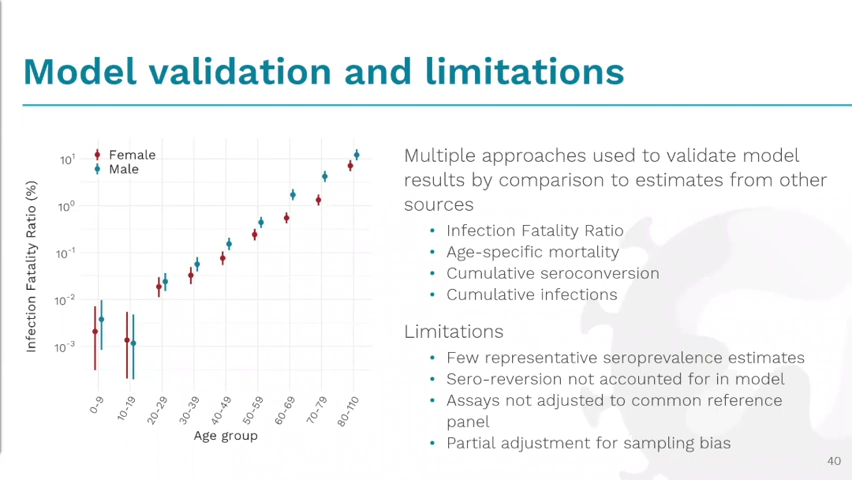 Model validation and limitations
Female
Male
Infection Fatality Ratio (%)
10¹
10⁰
10⁻¹
10⁻²
10⁻³
0-9
10-19
20-29
30-39
40-49
50-59
60-69
70-79
80-110
Age group
Multiple approaches used to validate model
results by comparison to estimates from other
sources
• Infection Fatality Ratio
• Age-specific mortality
• Cumulative seroconversion
• Cumulative infections
Limitations
• Few representative seroprevalence estimates
• Sero-reversion not accounted for in model
• Assays not adjusted to common reference
panel
• Partial adjustment for sampling bias
40